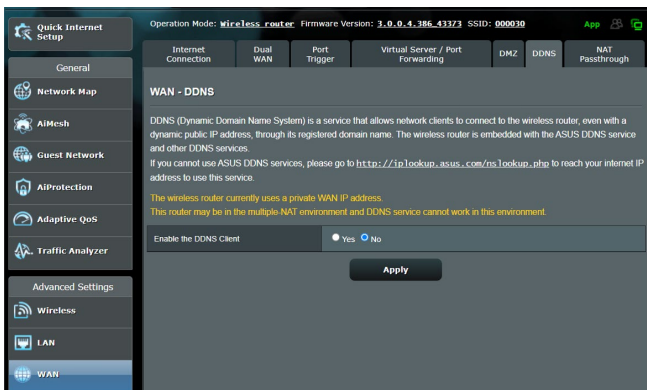 Quick Internet
Setup
Operation Mode: Wireless router Firmware Version: 3.0.0.4.386_43373 SSID: 000030
App
Internet
Connection
Dual
WAN
Port
Trigger
Virtual Server / Port
Forwarding
DMZ
DDNS
NAT
Passthrough
General
Network Map
AiMesh
Guest Network
AiProtection
Adaptive QoS
Traffic Analyzer
Advanced Settings
Wireless
LAN
WAN
WAN - DDNS
DDNS (Dynamic Domain Name System) is a service that allows network clients to connect to the wireless router, even with a
dynamic public IP address, through its registered domain name. The wireless router is embedded with the ASUS DDNS service
and other DDNS services.
If you cannot use ASUS DDNS services, please go to http://iplookup.asus.com/nslookup.php to reach your internet IP
address to use this service.
The wireless router currently uses a private WAN IP
address.
This router may be in the multiple-NAT environment and DDNS service cannot work in this environment.
Enable the DDNS Client
Yes No
Apply